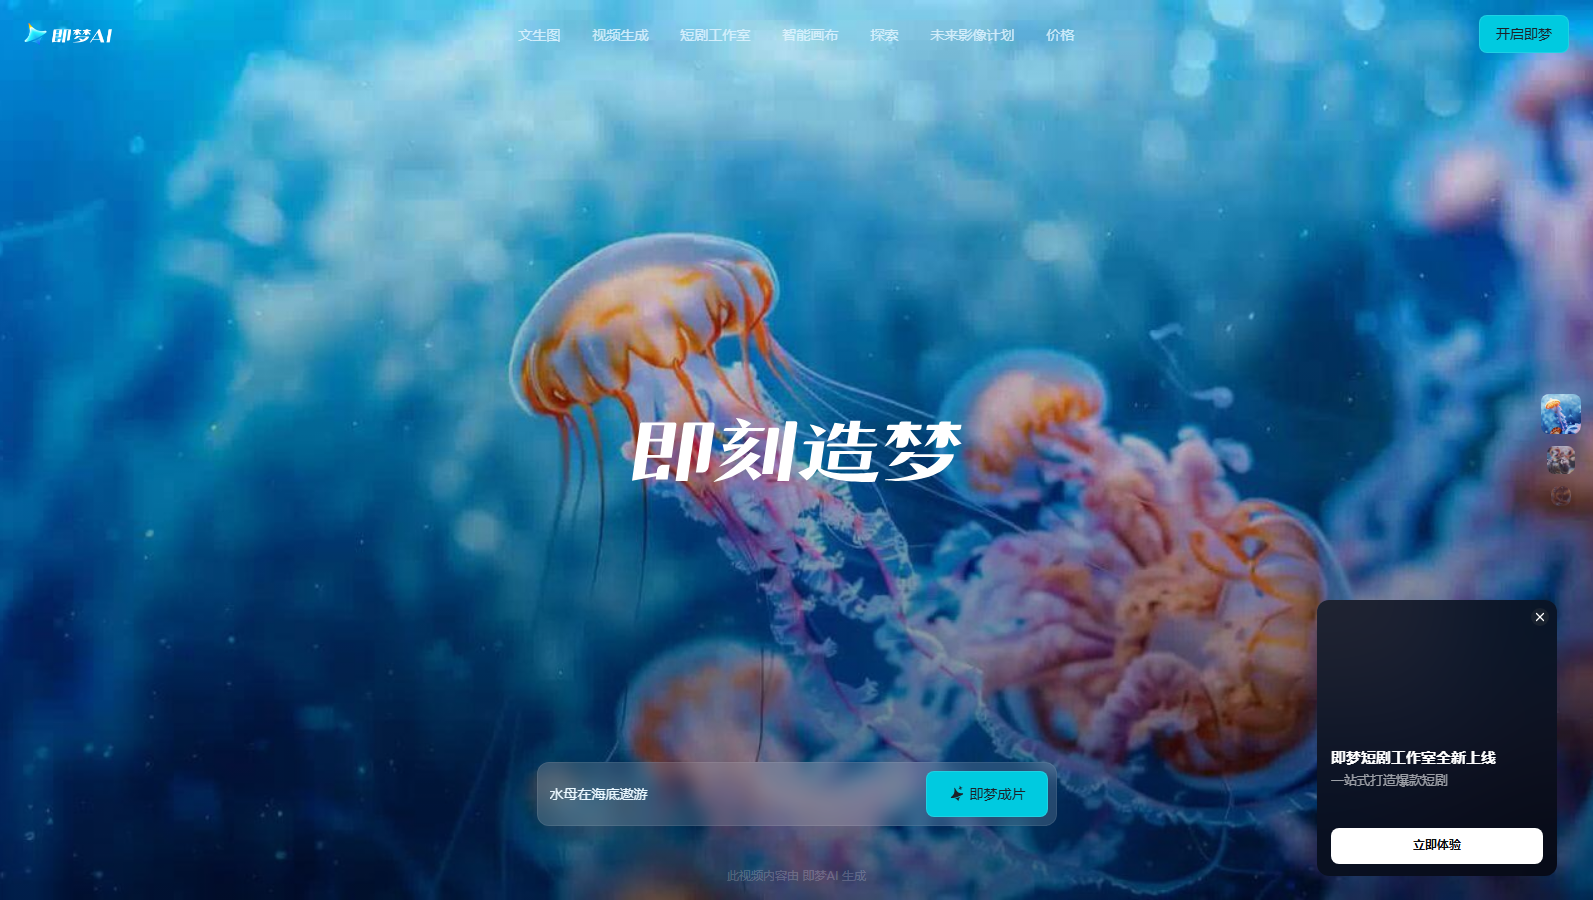 即梦AI
文生图 视频生成 短剧工作室 智能画布 探索 未来影像计划 价格
开启即梦
即刻造梦
水母在海底遨游
即梦成片
此视频内容由 即梦AI 生成
即梦短剧工作室全新上线
一站式打造爆款短剧
立即体验